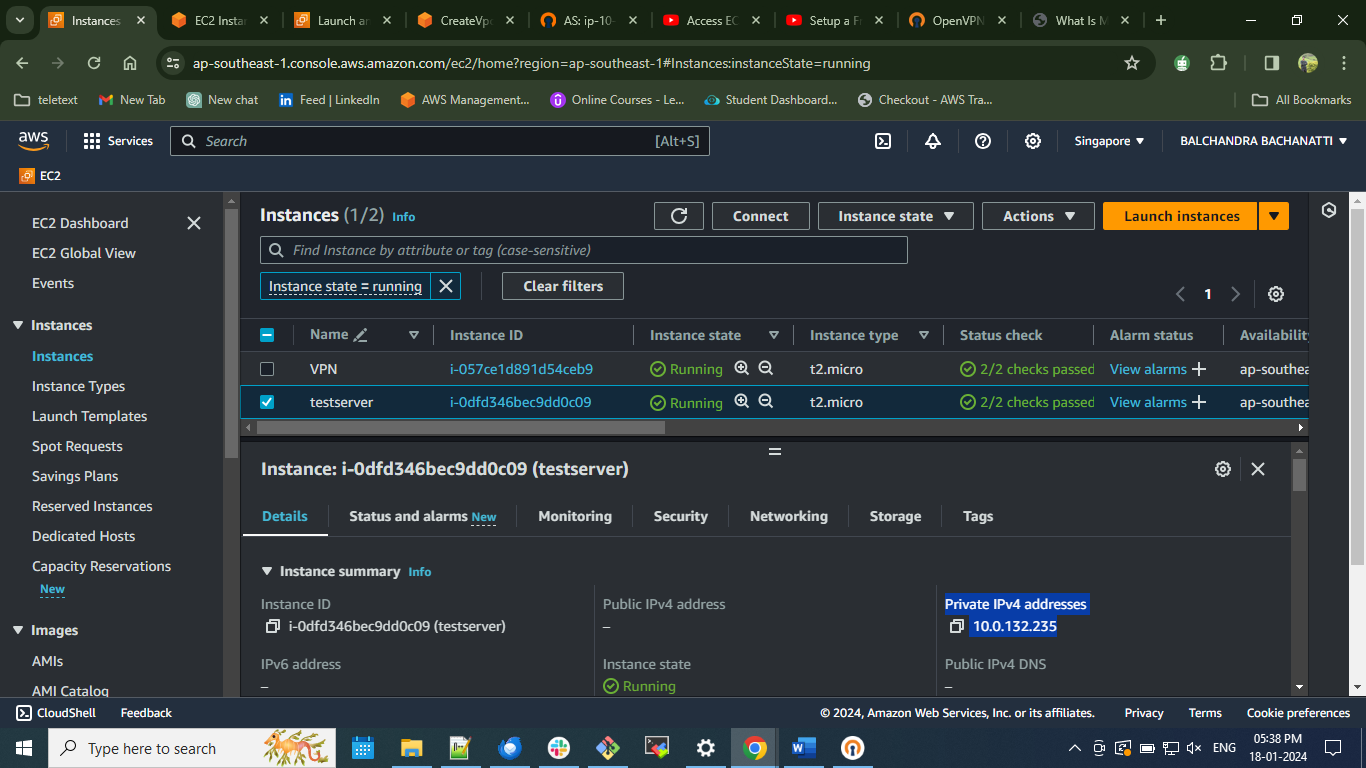 Instances
EC2 Instan
Launch an
CreateVpc
AS: ip-10-
Access EC
Setup a Fr
OpenVPN
What Is M
ap-southeast-1.console.aws.amazon.com/ec2/home?region=ap-southeast-1#Instances:instanceState=running
teletext
New Tab
New chat
Feed | LinkedIn
AWS Management...
Online Courses - Le...
Student Dashboard...
Checkout - AWS Tra...
All Bookmarks
aws
Services
Search
[Alt+S]
Singapore
BALCHANDRA BACHANATTI
EC2
EC2 Dashboard
EC2 Global View
Events
Instances
Instances
Instance Types
Launch Templates
Spot Requests
Savings Plans
Reserved Instances
Dedicated Hosts
Capacity Reservations
New
Images
AMIs
AMI Catalog
Instances (1/2) Info
Connect
Instance state
Actions
Launch instances
Find Instance by attribute or tag (case-sensitive)
Instance state = running
Clear filters
1
Name Instance ID Instance state Instance type Status check Alarm status Availability
VPN i-057ce1d891d54ceb9 Running t2.micro 2/2 checks passed View alarms + ap-southea
testserver i-0dfd346bec9dd0c09 Running t2.micro 2/2 checks passed View alarms + ap-southea
Instance: i-0dfd346bec9dd0c09 (testserver)
Details
Status and alarms New
Monitoring
Security
Networking
Storage
Tags
Instance summary Info
Instance ID
i-0dfd346bec9dd0c09 (testserver)
Public IPv4 address
–
Private IPv4 addresses
10.0.132.235
IPv6 address
–
Instance state
Running
Public IPv4 DNS
–
CloudShell
Feedback
© 2024, Amazon Web Services, Inc. or its affiliates.
Privacy
Terms
Cookie preferences
Type here to search
ENG
05:38 PM
18-01-2024